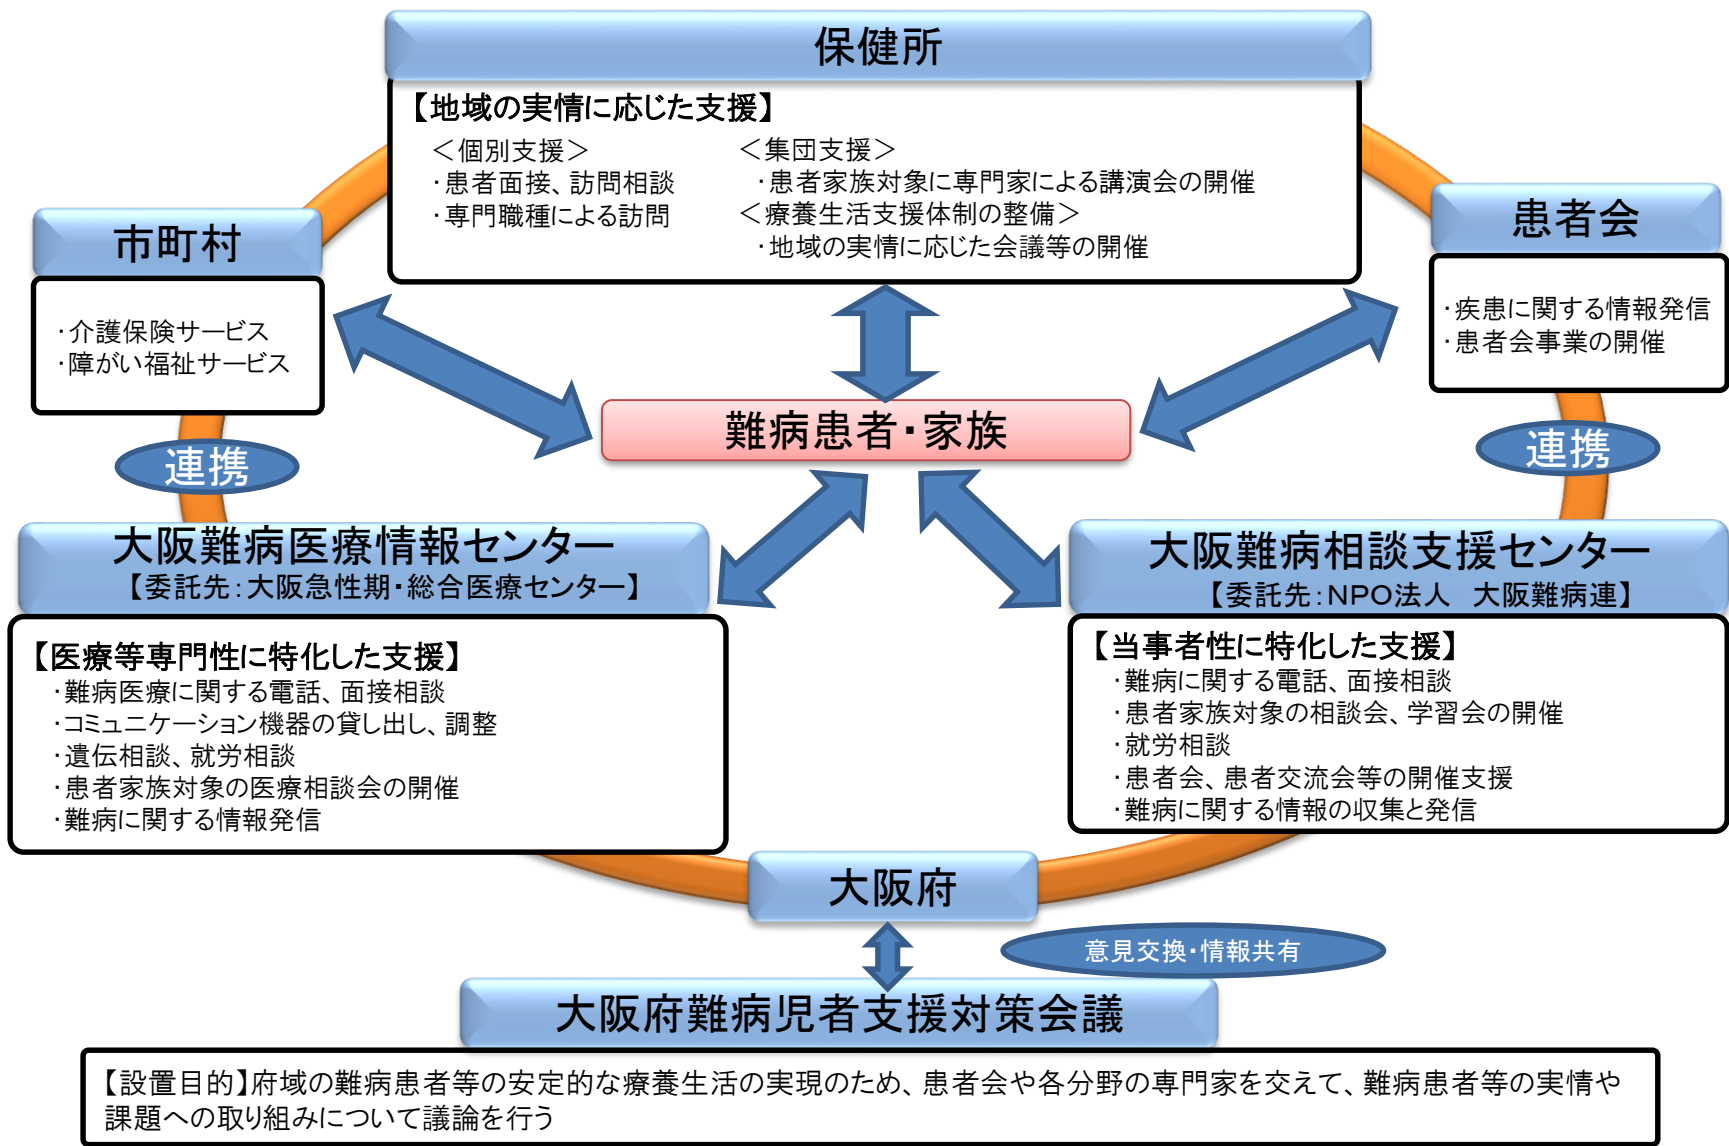 保健所
【地域の実情に応じた支援】
＜個別支援＞
・患者面接、訪問相談
・専門職種による訪問
＜集団支援＞
・患者家族対象に専門家による講演会の開催
＜療養生活支援体制の整備＞
・地域の実情に応じた会議等の開催
市町村
・介護保険サービス
・障がい福祉サービス
患者会
・疾患に関する情報発信
・患者会事業の開催
難病患者・家族
連携
連携
大阪難病医療情報センター
【委託先：大阪急性期・総合医療センター】
【医療等専門性に特化した支援】
・難病医療に関する電話、面接相談
・コミュニケーション機器の貸し出し、調整
・遺伝相談、就労相談
・患者家族対象の医療相談会の開催
・難病に関する情報発信
大阪難病相談支援センター
【委託先：NPO法人　大阪難病連】
【当事者性に特化した支援】
・難病に関する電話、面接相談
・患者家族対象の相談会、学習会の開催
・就労相談
・患者会、患者交流会等の開催支援
・難病に関する情報の収集と発信
大阪府
意見交換・情報共有
大阪府難病児者支援対策会議
【設置目的】府域の難病患者等の安定的な療養生活の実現のため、患者会や各分野の専門家を交えて、難病患者等の実情や
課題への取り組みについて議論を行う